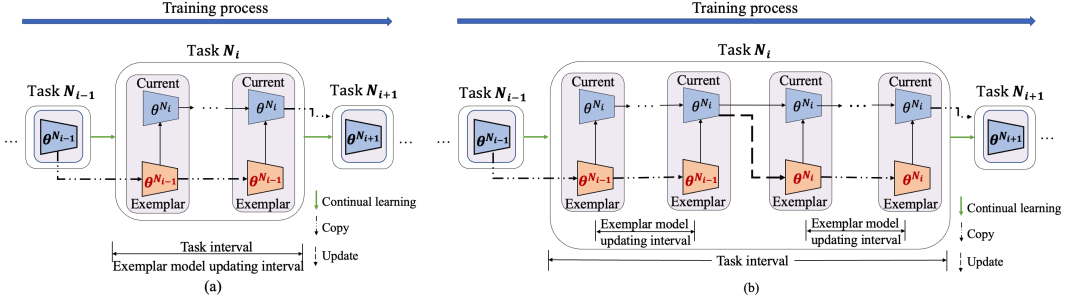 Training process
Task N_i
Task N_{i-1}
Task N_{i+1}
Current
Current
θ^{N_i}
...
θ^{N_i}
...
θ^{N_{i-1}}
θ^{N_{i+1}}
...
θ^{N_{i-1}}
θ^{N_{i-1}}
Exemplar
Exemplar
Continual learning
Copy
Update
Task interval
Exemplar model updating interval
(a)
Training process
Task N_i
Task N_{i-1}
Task N_{i+1}
Current
Current
Current
Current
θ^{N_i}
...
θ^{N_i}
θ^{N_i}
...
θ^{N_i}
...
θ^{N_{i-1}}
θ^{N_{i+1}}
...
θ^{N_{i-1}}
θ^{N_{i-1}}
θ^{N_i}
θ^{N_i}
Exemplar
Exemplar
Exemplar
Exemplar
Exemplar model
updating interval
Exemplar model
updating interval
Continual learning
Copy
Update
Task interval
(b)